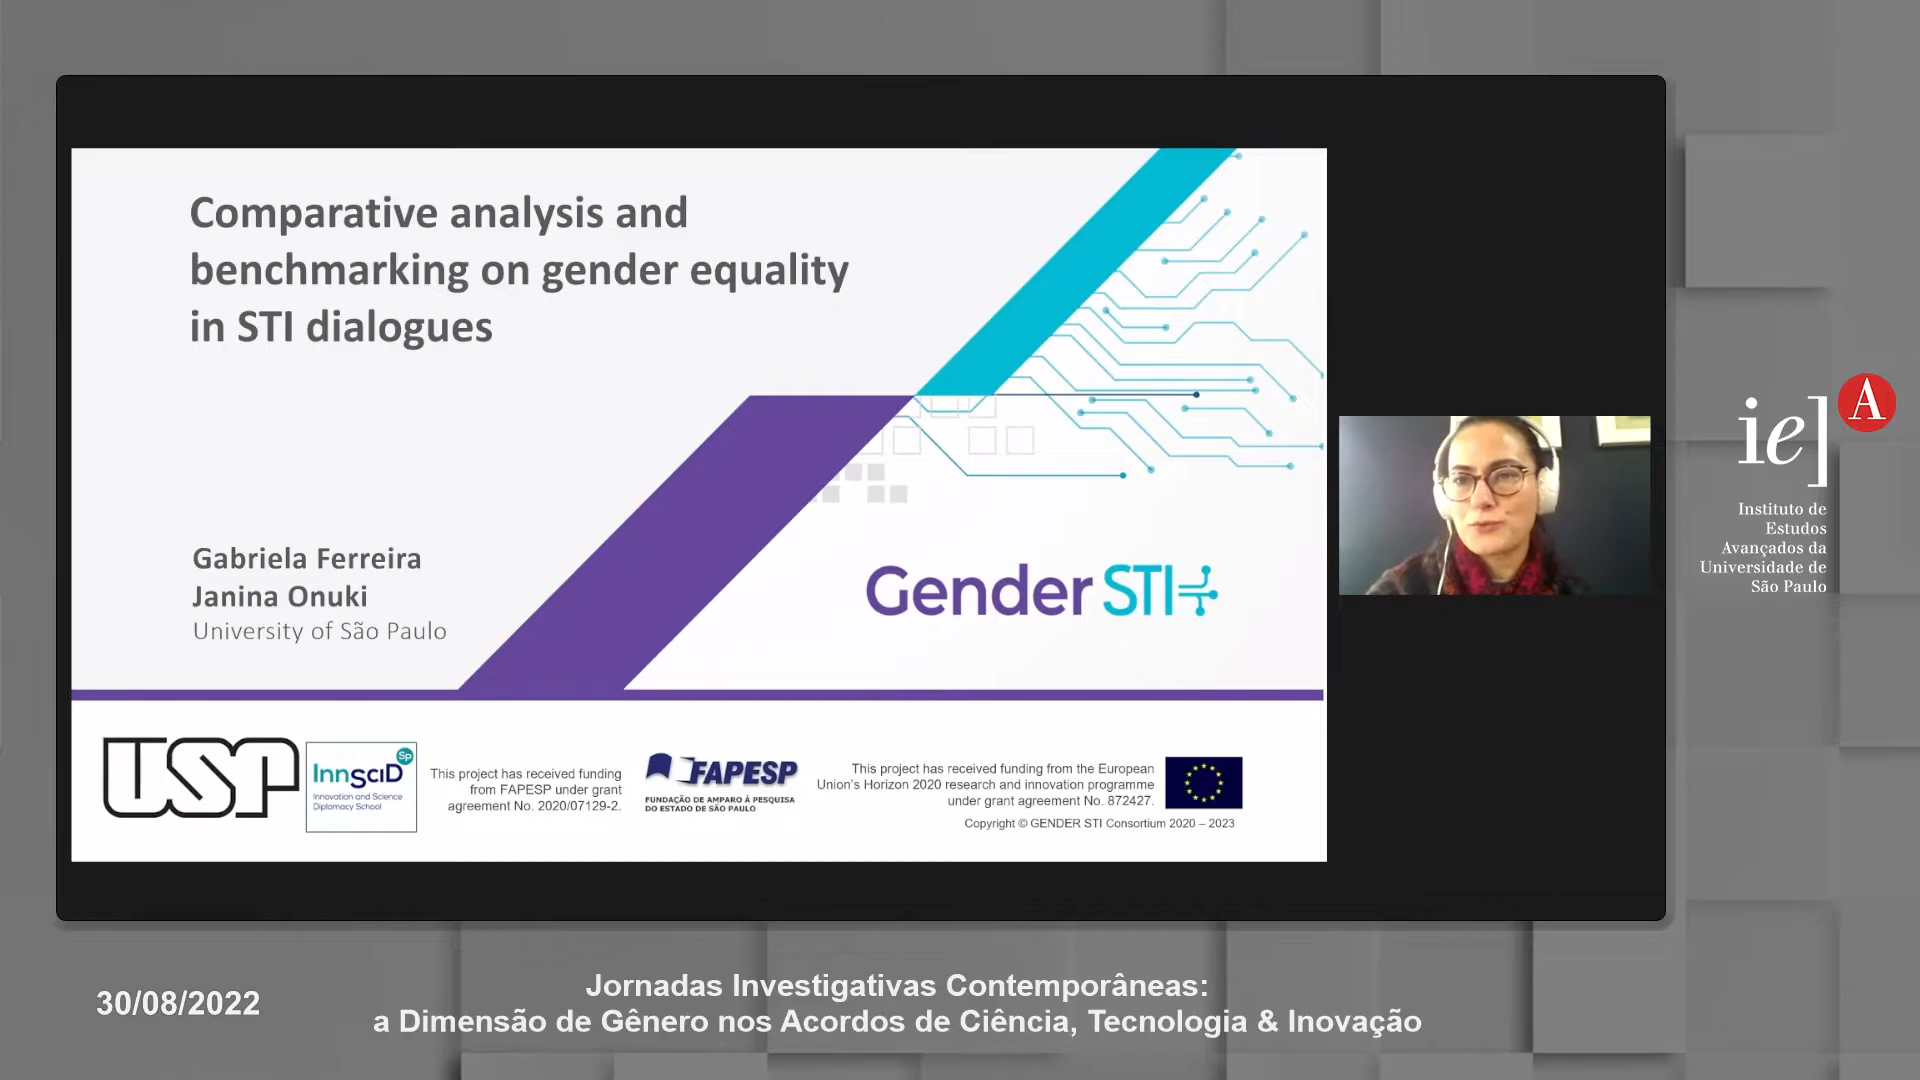 Comparative analysis and
benchmarking on gender equality
in STI dialogues
Gabriela Ferreira
Janina Onuki
University of São Paulo
Gender STI
USP
Sp
InnSciD
Innovation and Science
Diplomacy School
This project has received funding
from FAPESP under grant
agreement No. 2020/07129-2.
FAPESP
FUNDAÇÃO DE AMPARO À PESQUISA
DO ESTADO DE SÃO PAULO
This project has received funding from the European
Union's Horizon 2020 research and innovation programme
under grant agreement No. 872427.
Copyright © GENDER STI Consortium 2020 – 2023
ie] A
Instituto de
Estudos
Avançados da
Universidade de
São Paulo
30/08/2022
Jornadas Investigativas Contemporâneas:
a Dimensão de Gênero nos Acordos de Ciência, Tecnologia & Inovação